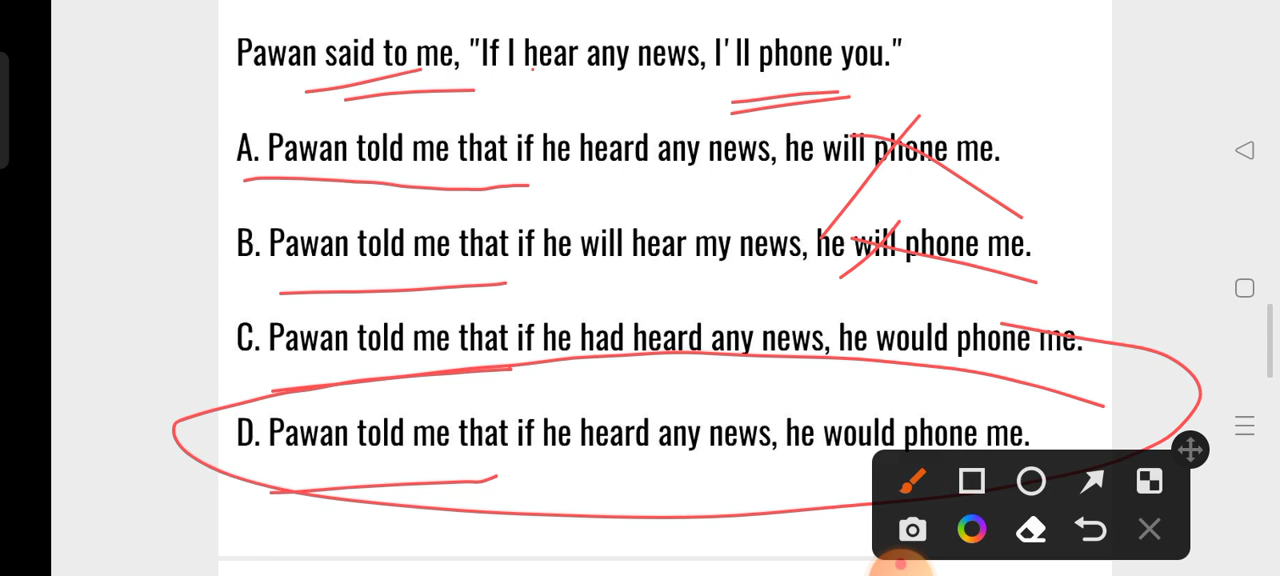 Pawan said to me, "If I hear any news, I'll phone you."
A. Pawan told me that if he heard any news, he will phone me.
B. Pawan told me that if he will hear my news, he will phone me.
C. Pawan told me that if he had heard any news, he would phone me.
D. Pawan told me that if he heard any news, he would phone me.